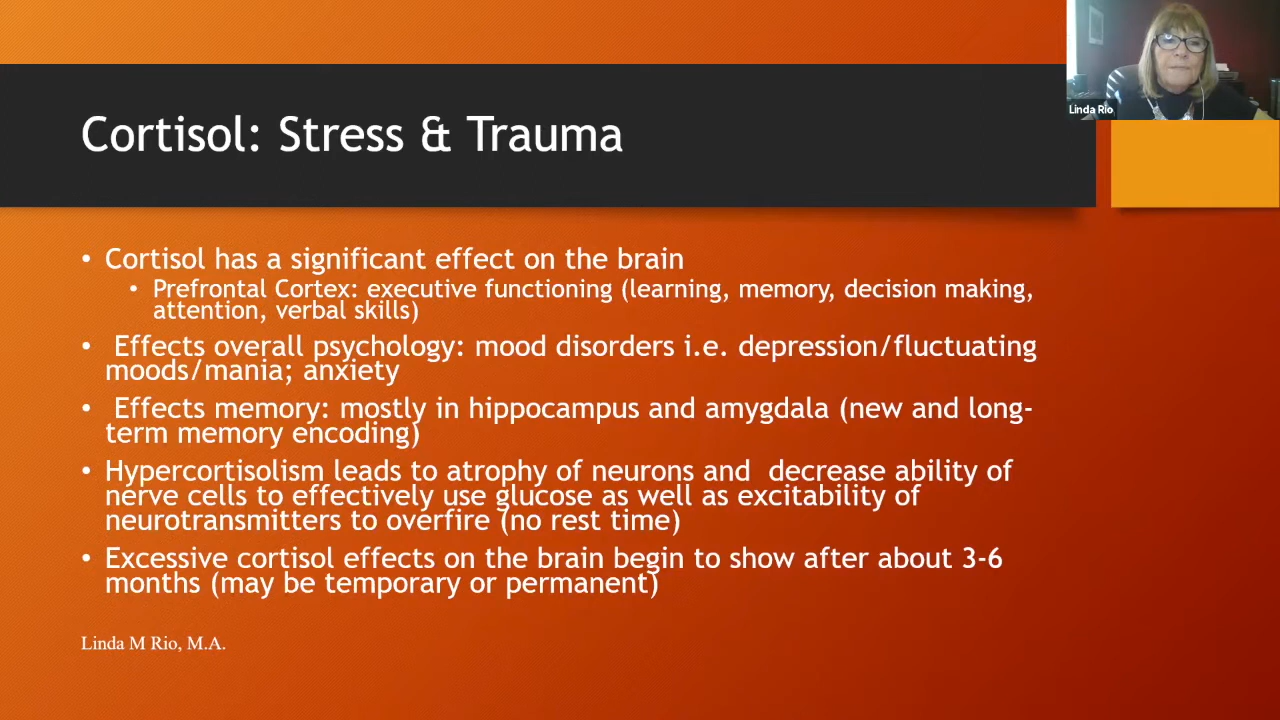 Linda Rio
Cortisol: Stress & Trauma
• Cortisol has a significant effect on the brain
• Prefrontal Cortex: executive functioning (learning, memory, decision making,
attention, verbal skills)
• Effects overall psychology: mood disorders i.e. depression/fluctuating
moods/mania; anxiety
• Effects memory: mostly in hippocampus and amygdala (new and long-
term memory encoding)
• Hypercortisolism leads to atrophy of neurons and  decrease ability of
nerve cells to effectively use glucose as well as excitability of
neurotransmitters to overfire (no rest time)
• Excessive cortisol effects on the brain begin to show after about 3-6
months (may be temporary or permanent)
Linda M Rio, M.A.